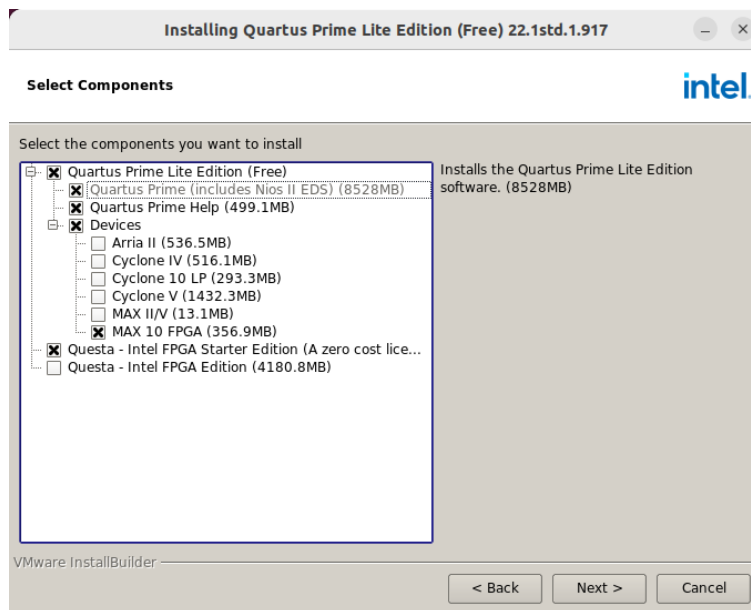 Installing Quartus Prime Lite Edition (Free) 22.1std.1.917
Select Components
intel.
Select the components you want to install
Quartus Prime Lite Edition (Free)
Quartus Prime (includes Nios II EDS) (8528MB)
Quartus Prime Help (499.1MB)
Devices
Arria II (536.5MB)
Cyclone IV (516.1MB)
Cyclone 10 LP (293.3MB)
Cyclone V (1432.3MB)
MAX II/V (13.1MB)
MAX 10 FPGA (356.9MB)
Questa - Intel FPGA Starter Edition (A zero cost lice...
Questa - Intel FPGA Edition (4180.8MB)
Installs the Quartus Prime Lite Edition
software. (8528MB)
VMware InstallBuilder
< Back
Next >
Cancel